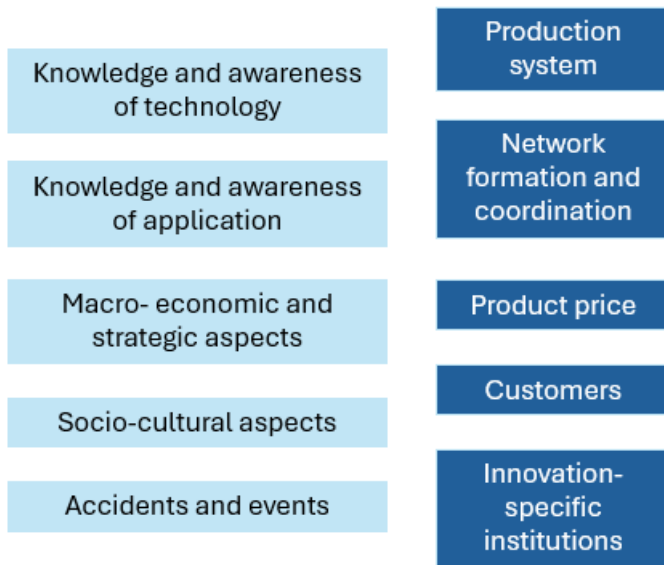 Knowledge and awareness
of technology
Knowledge and awareness
of application
Macro- economic and
strategic aspects
Socio-cultural aspects
Accidents and events
Production
system
Network
formation and
coordination
Product price
Customers
Innovation-
specific
institutions